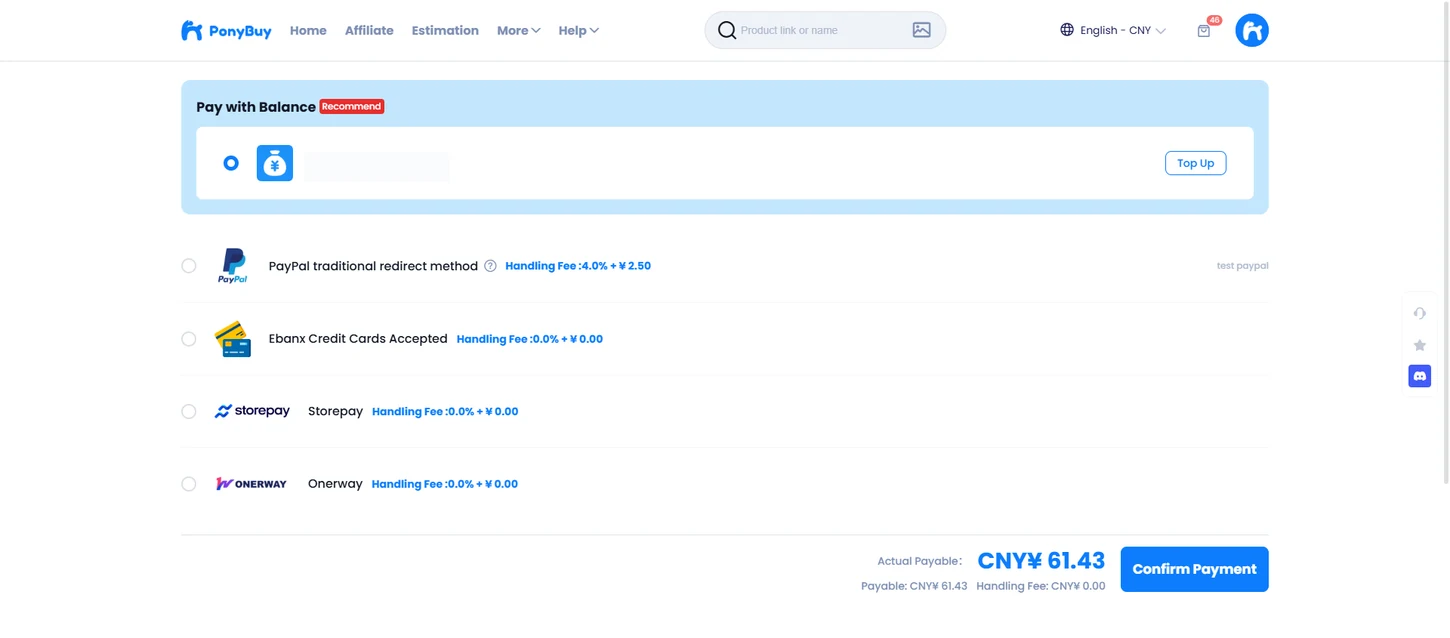 PonyBuy Home Affiliate Estimation More Help Product link or name English - CNY 46
Pay with Balance Recommend
¥ Top Up
PayPal PayPal traditional redirect method ? Handling Fee :4.0% + ¥ 2.50 test paypal
Ebanx Credit Cards Accepted Handling Fee :0.0% + ¥ 0.00
storepay Storepay Handling Fee :0.0% + ¥ 0.00
ONERWAY Onerway Handling Fee :0.0% + ¥ 0.00
Actual Payable： CNY¥ 61.43 Confirm Payment
Payable: CNY¥ 61.43 Handling Fee: CNY¥ 0.00